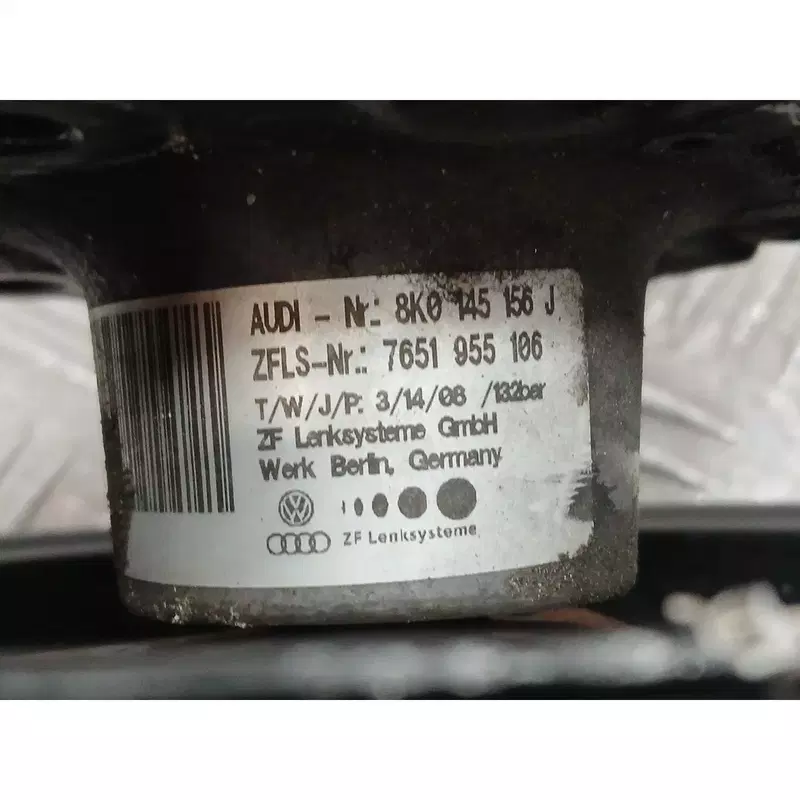 AUDI - Nr.: 8K0 145 156 J
ZFLS-Nr.: 7651 955 106
T/W/J/P: 3/14/08 /132bar
ZF Lenksysteme GmbH
Werk Berlin, Germany
ZF Lenksysteme